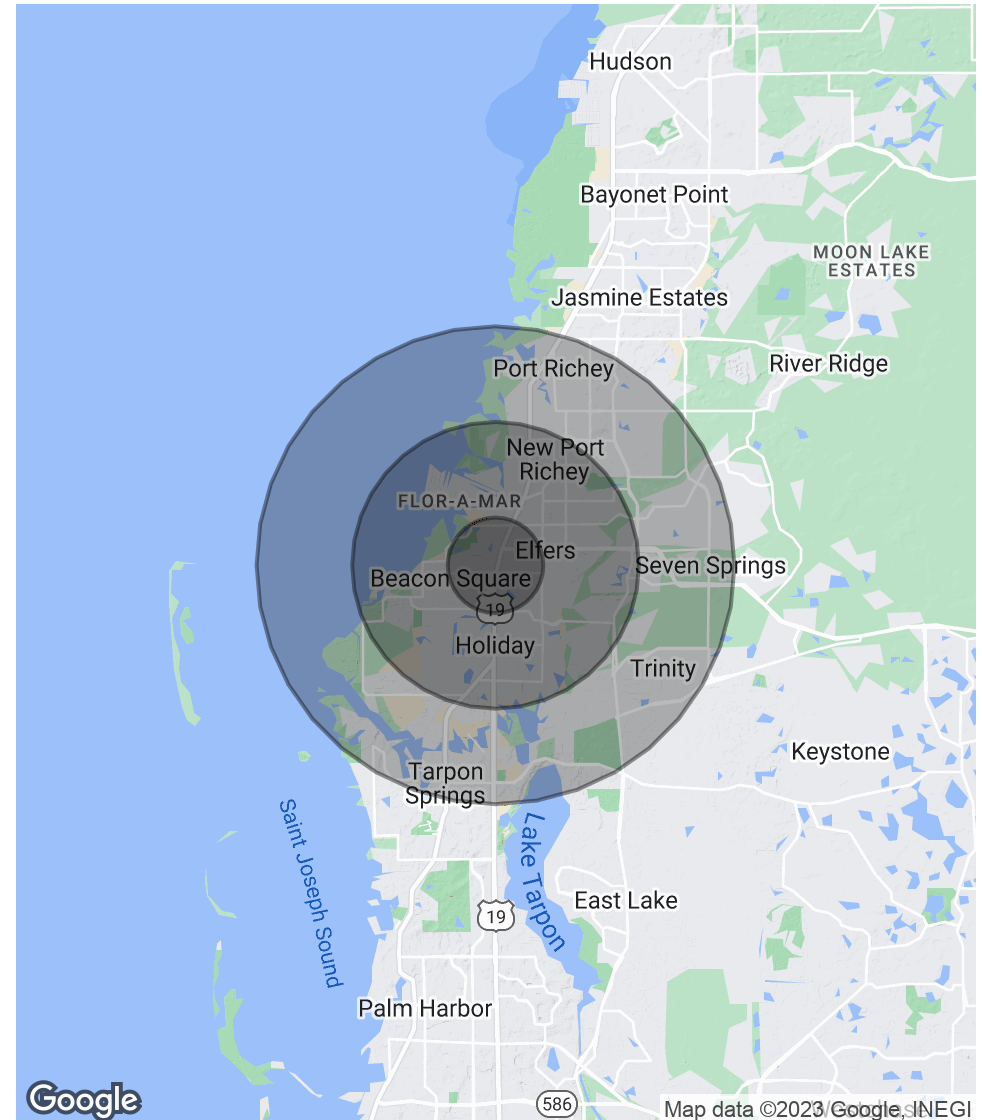 Hudson
Bayonet Point
MOON LAKE
ESTATES
Jasmine Estates
River Ridge
Port Richey
New Port
Richey
FLOR-A-MAR
Elfers
Seven Springs
Beacon Square
19
Holiday
Trinity
Keystone
Tarpon
Springs
Saint Joseph Sound
Lake Tarpon
East Lake
19
Palm Harbor
Google
586
Map data ©2023 Google, INEGI